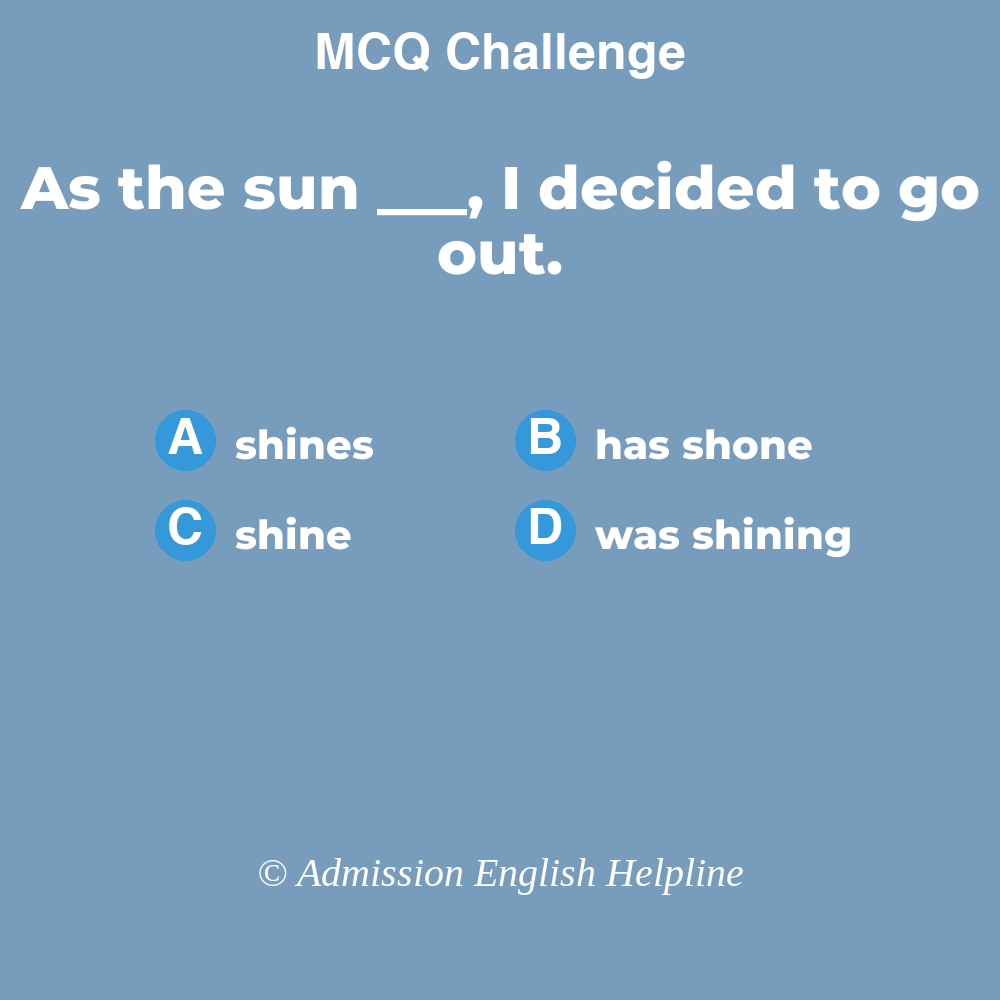 MCQ Challenge
As the sun ___, I decided to go
out.
A shines
B has shone
C shine
D was shining
© Admission English Helpline